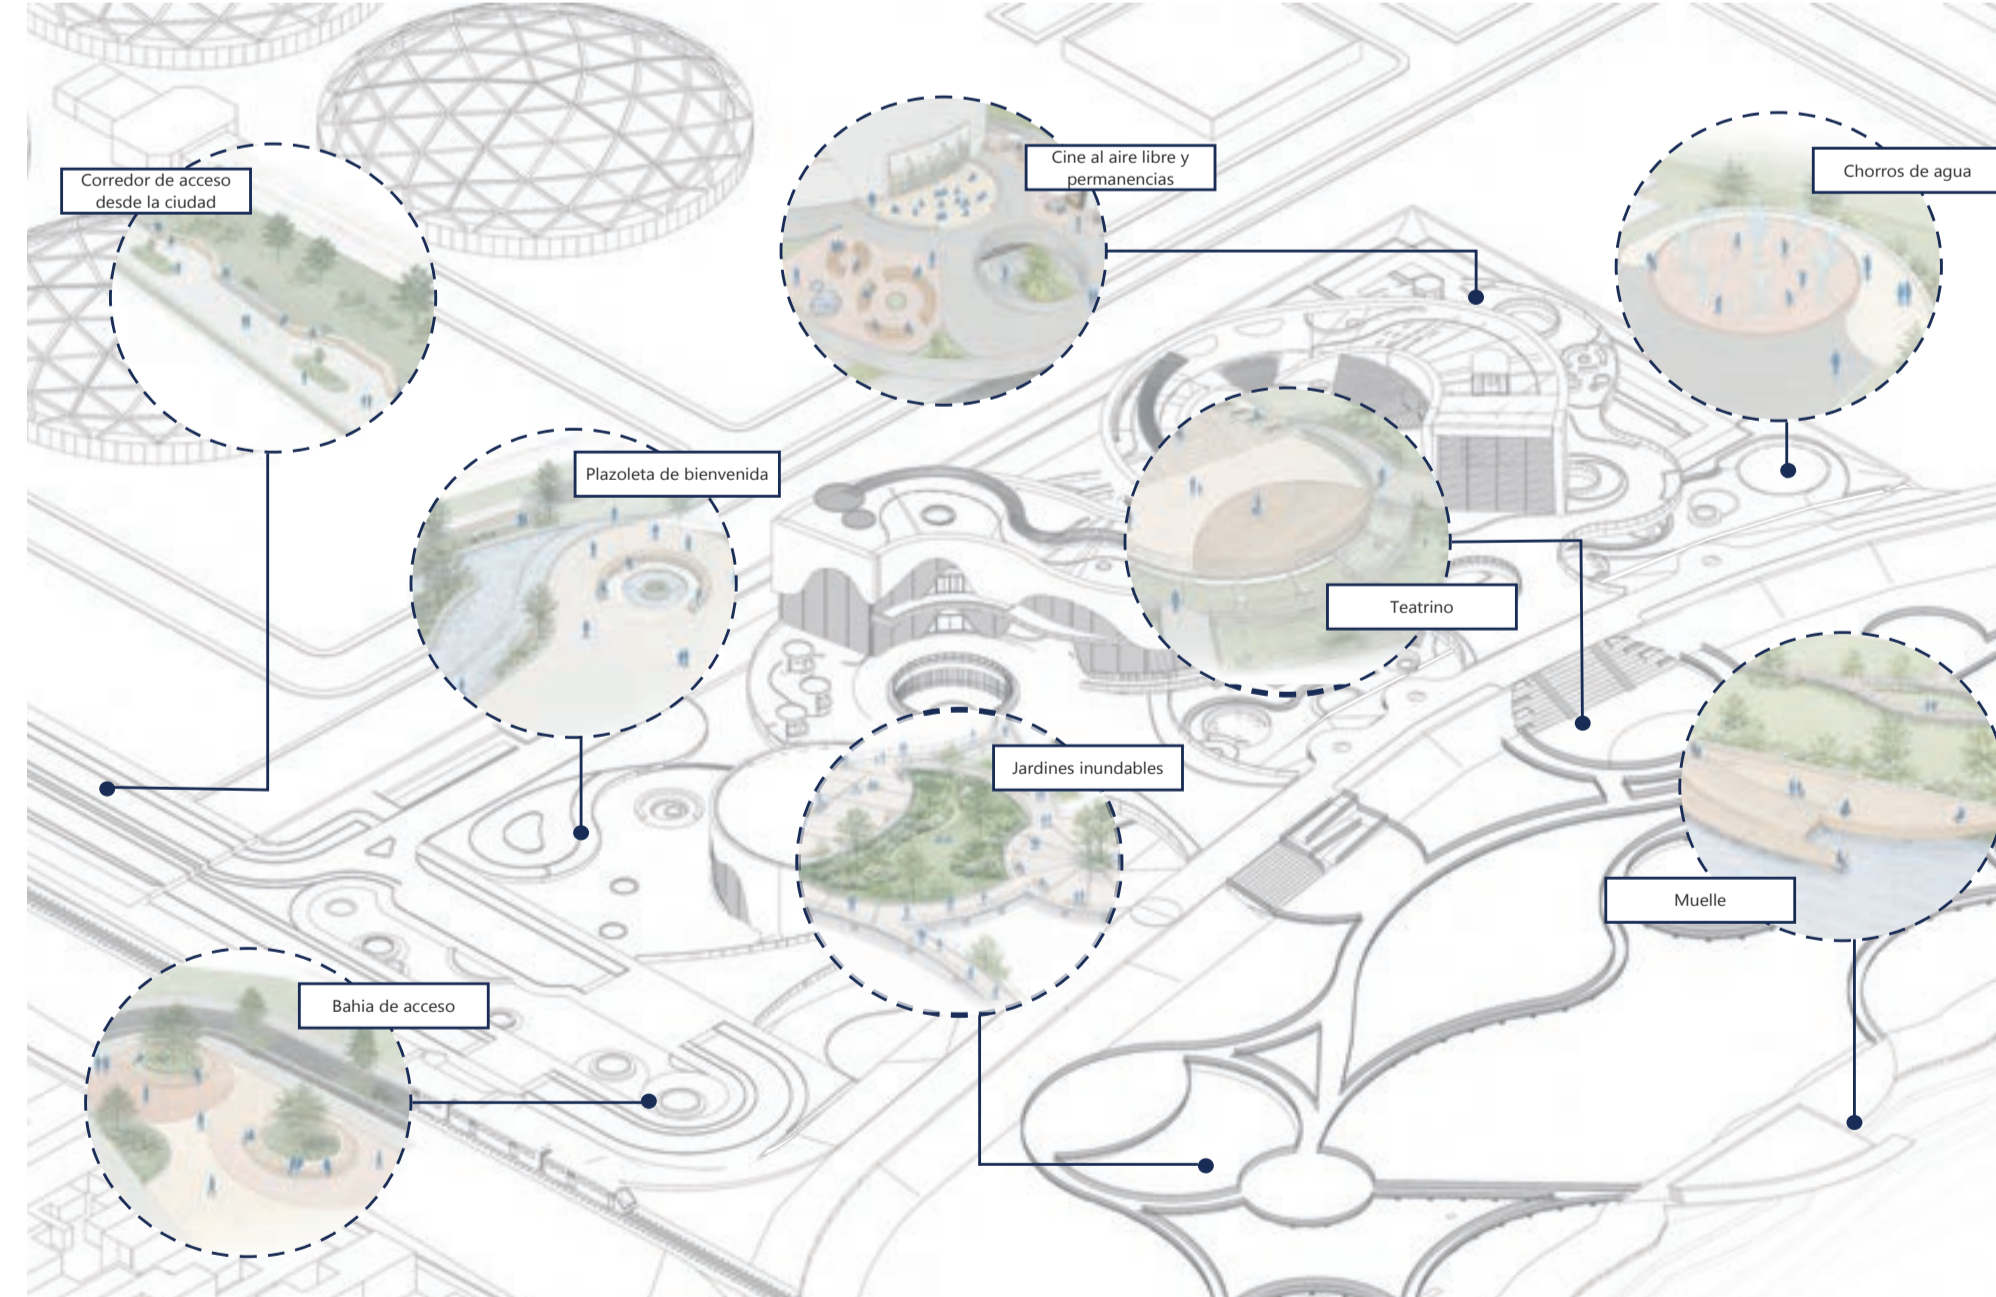 Cine al aire libre y
permanencias
Chorros de agua
Corredor de acceso
desde la ciudad
Plazoleta de bienvenida
Teatrino
Jardines inundables
Muelle
Bahia de acceso